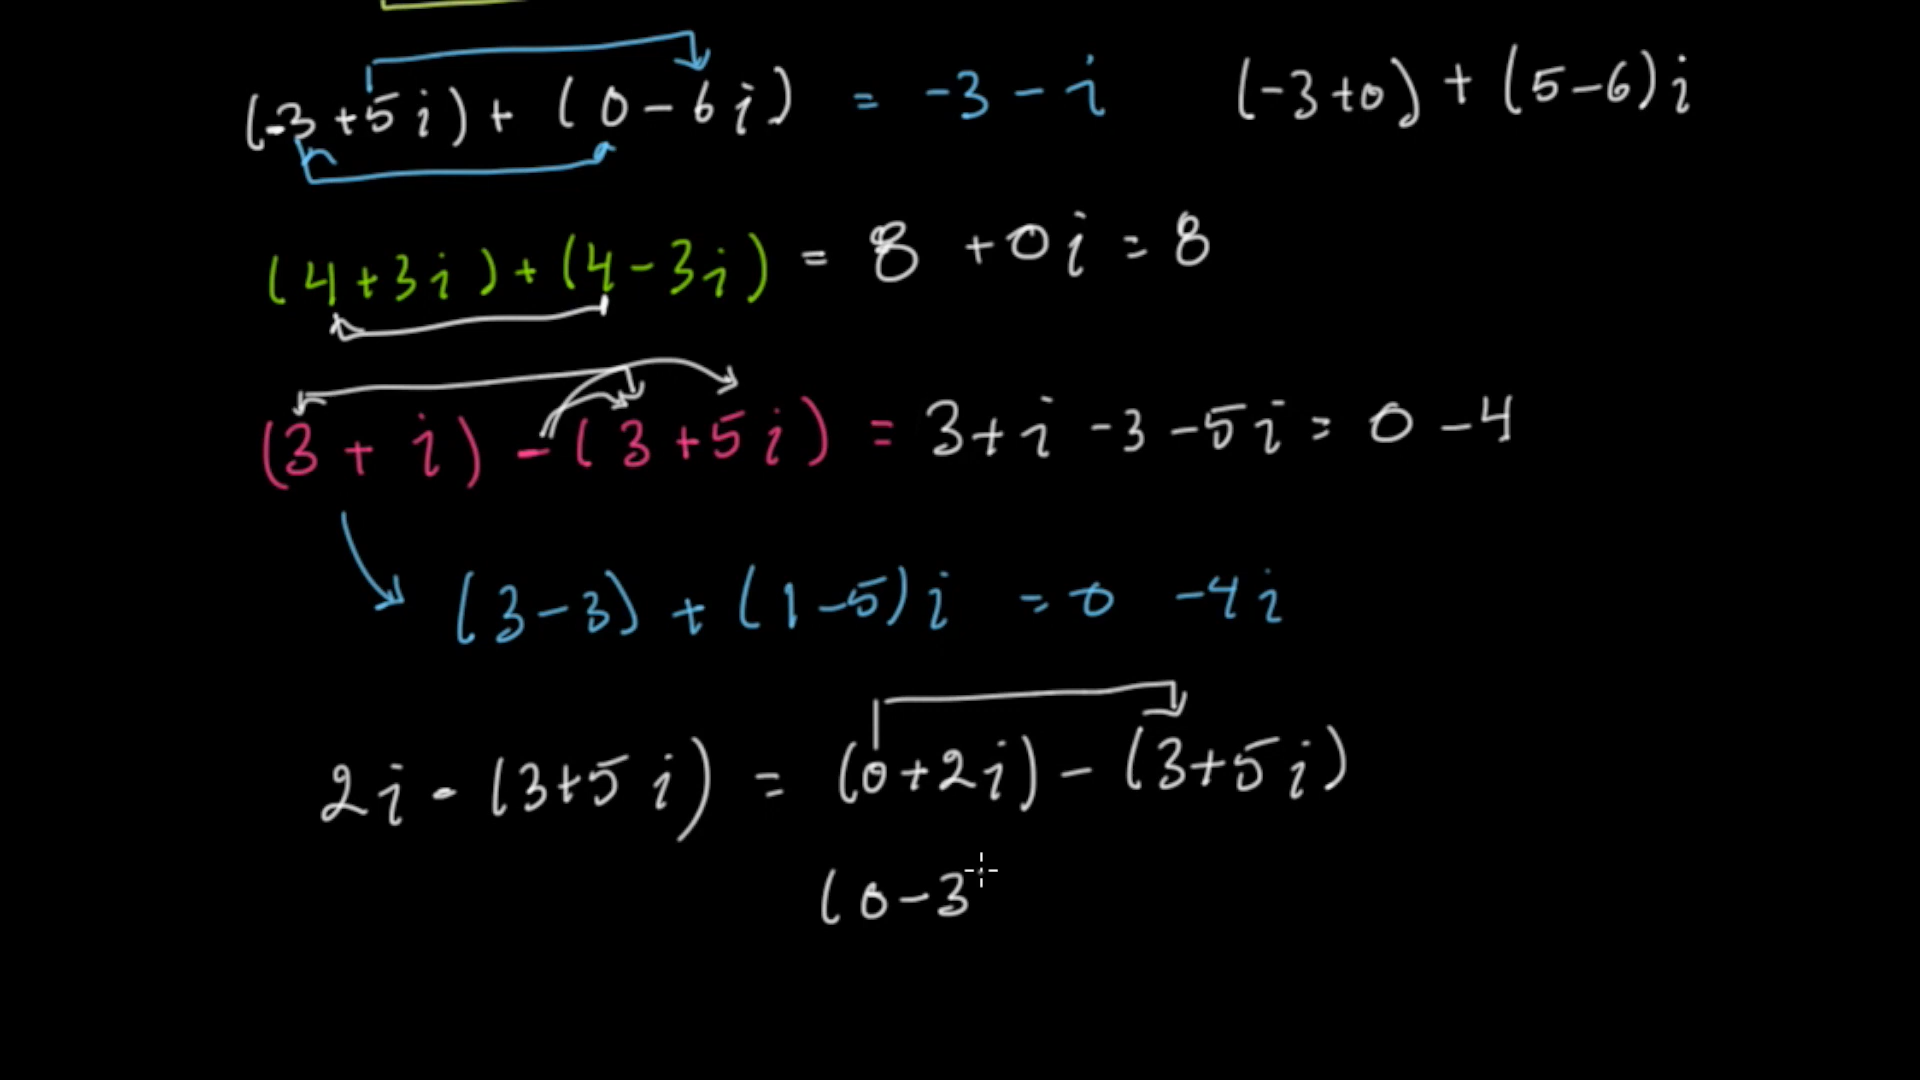 (-3+5i)+(0-6i) = -3-i (-3+0)+(5-6)i
(4+3i)+(4-3i) = 8+0i=8
(3+i)-(3+5i) = 3+i-3-5i=0-4
(3-3)+(1-5)i =0 -4i
2i-(3+5i) = (0+2i)-(3+5i)
(0-3